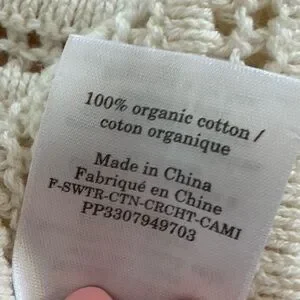 100% organic cotton /
coton organique
Made in China
Fabriqué en Chine
F-SWTR-CTN-CRCHT-CAMI
PP3307949703